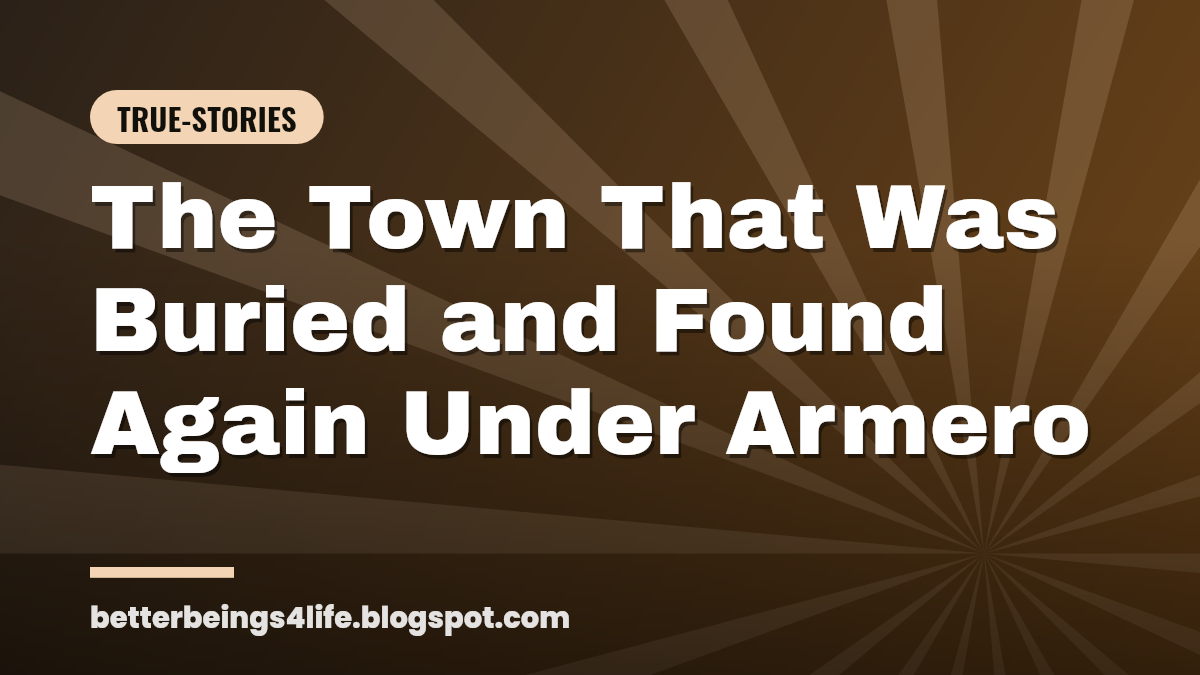 TRUE-STORIES
The Town That Was
Buried and Found
Again Under Armero
betterbeings4life.blogspot.com